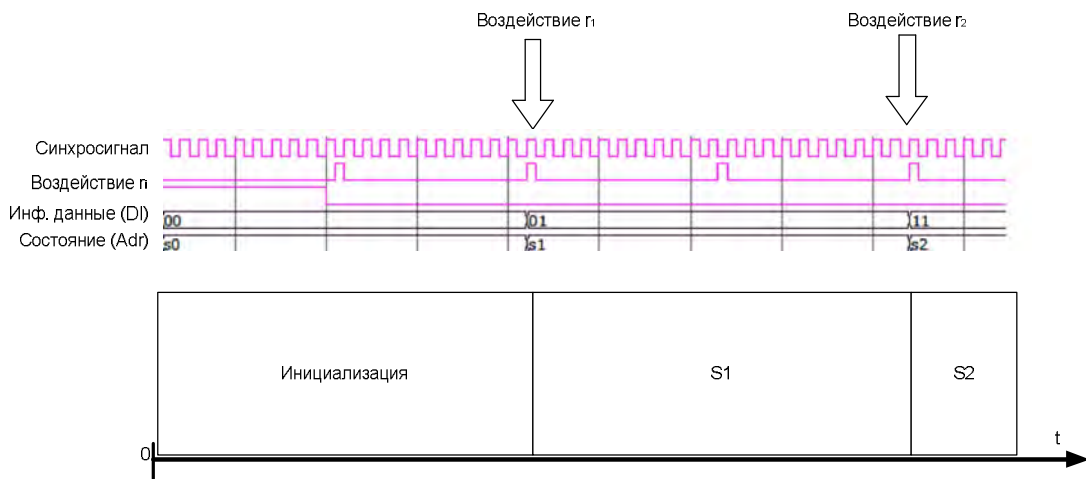 Воздействие r₁
Воздействие r₂
Синхросигнал
Воздействие rᵢ
Инф. данные (DI)
Состояние (Adr)
00
01
11
s0
s1
s2
Инициализация
S1
S2
0
t